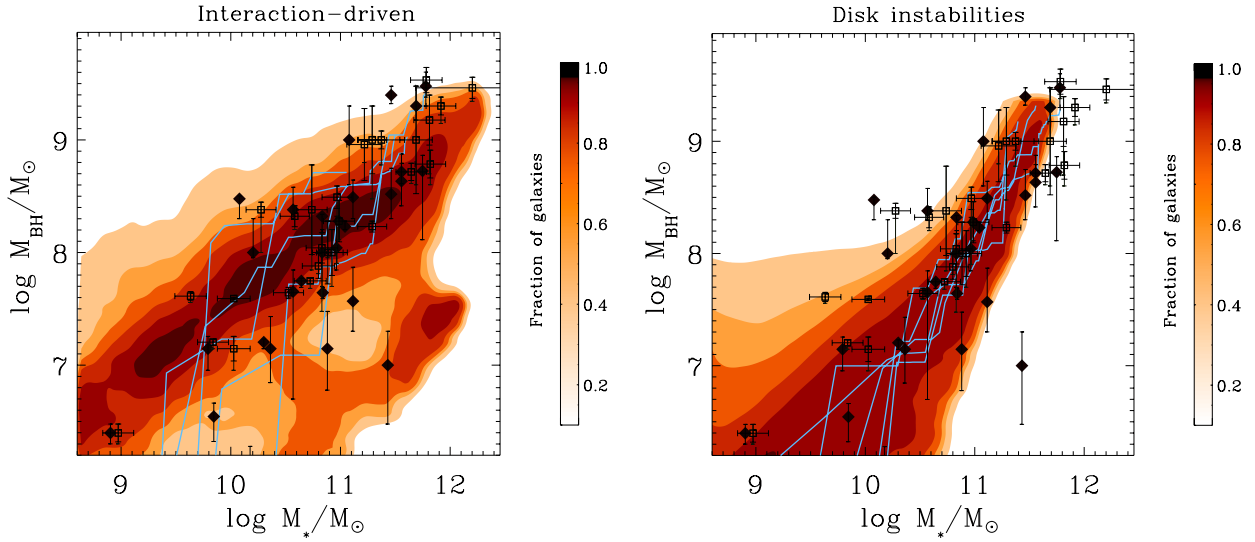 Interaction-driven
Disk instabilities
log M_BH/M_⊙
9
8
7
9 10 11 12
log M_*/M_⊙
Fraction of galaxies
1.0
0.8
0.6
0.4
0.2
log M_BH/M_⊙
9
8
7
9 10 11 12
log M_*/M_⊙
Fraction of galaxies
1.0
0.8
0.6
0.4
0.2